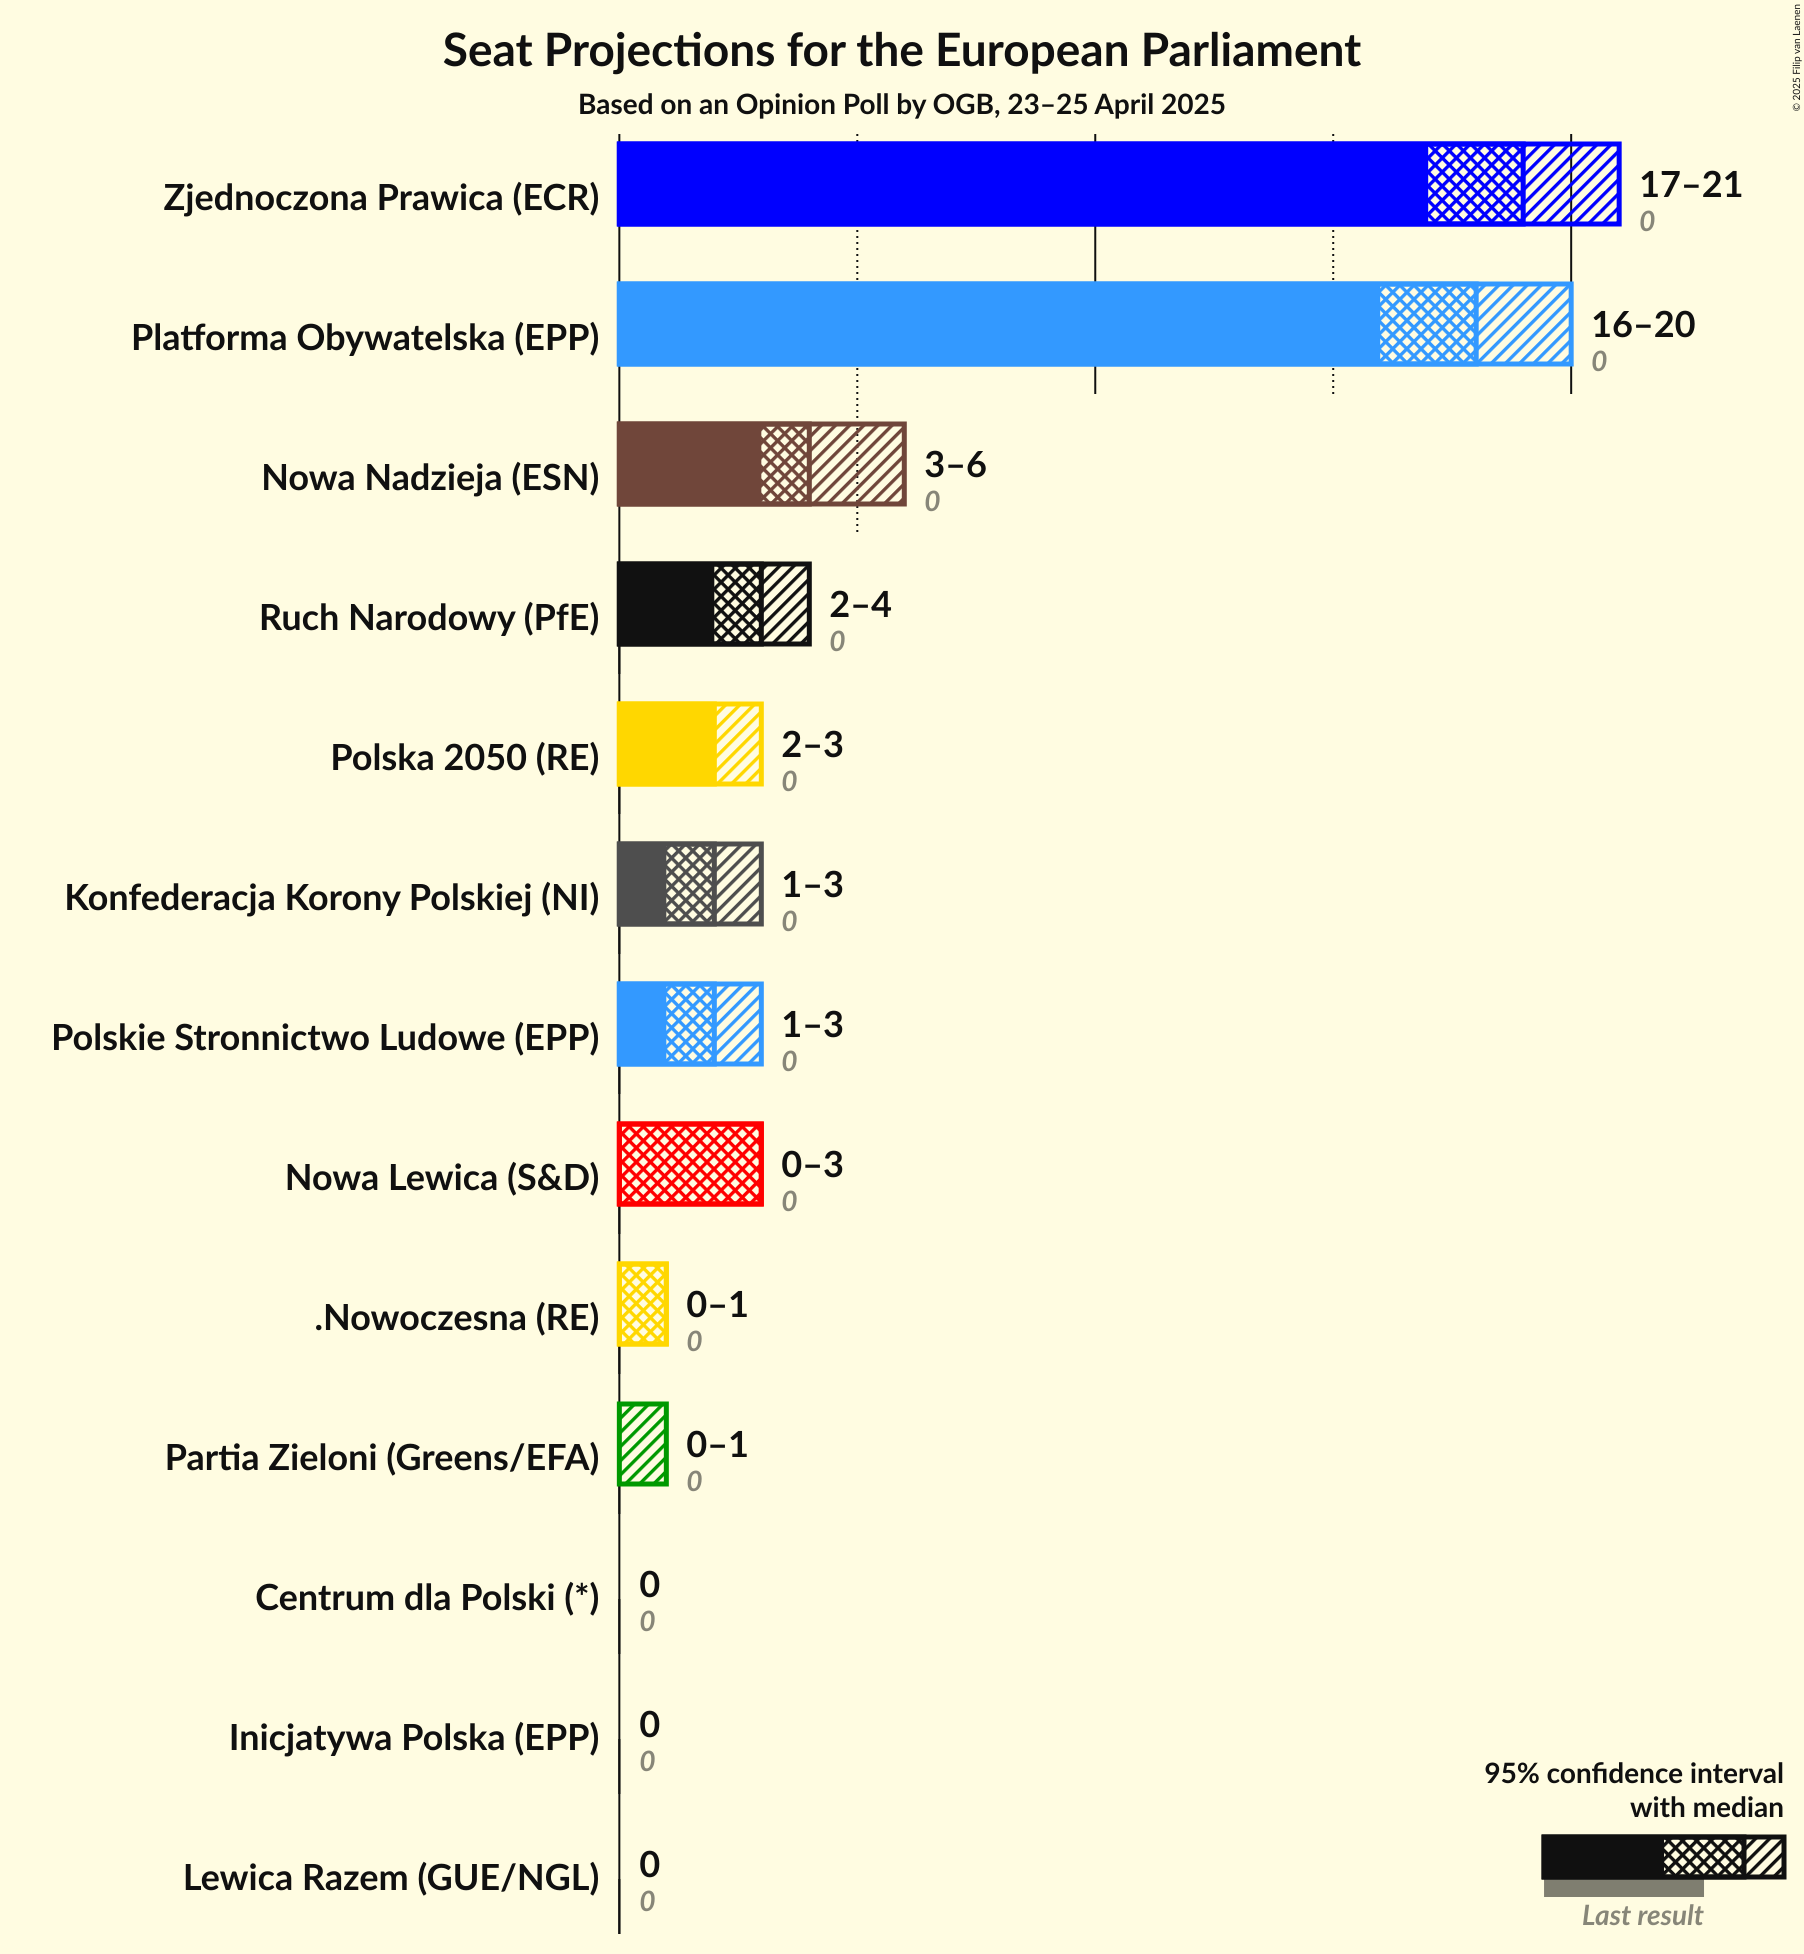 Seat Projections for the European Parliament
Based on an Opinion Poll by OGB, 23–25 April 2025
© 2025 Filip van Laenen
Zjednoczona Prawica (ECR)
17–21
0
Platforma Obywatelska (EPP)
16–20
0
Nowa Nadzieja (ESN)
3–6
0
Ruch Narodowy (PfE)
2–4
0
Polska 2050 (RE)
2–3
0
Konfederacja Korony Polskiej (NI)
1–3
0
Polskie Stronnictwo Ludowe (EPP)
1–3
0
Nowa Lewica (S&D)
0–3
0
.Nowoczesna (RE)
0–1
0
Partia Zieloni (Greens/EFA)
0–1
0
Centrum dla Polski (*)
0
0
Inicjatywa Polska (EPP)
0
0
Lewica Razem (GUE/NGL)
0
0
95% confidence interval
with median
Last result